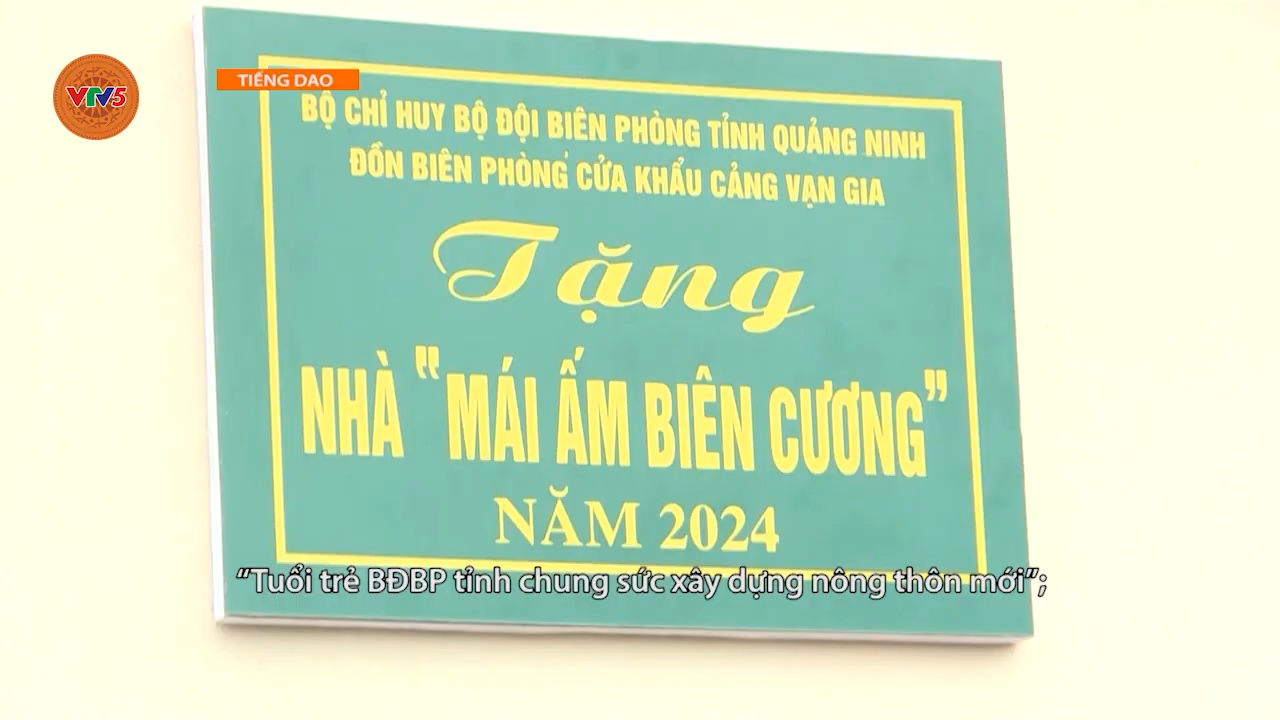 VTV5
TIẾNG DAO
BỘ CHỈ HUY BỘ ĐỘI BIÊN PHÒNG TỈNH QUẢNG NINH
ĐỒN BIÊN PHÒNG CỬA KHẨU CẢNG VẠN GIA
Tặng
NHÀ "MÁI ẤM BIÊN CƯƠNG"
NĂM 2024
“Tuổi trẻ BĐBP tỉnh chung sức xây dựng nông thôn mới”;